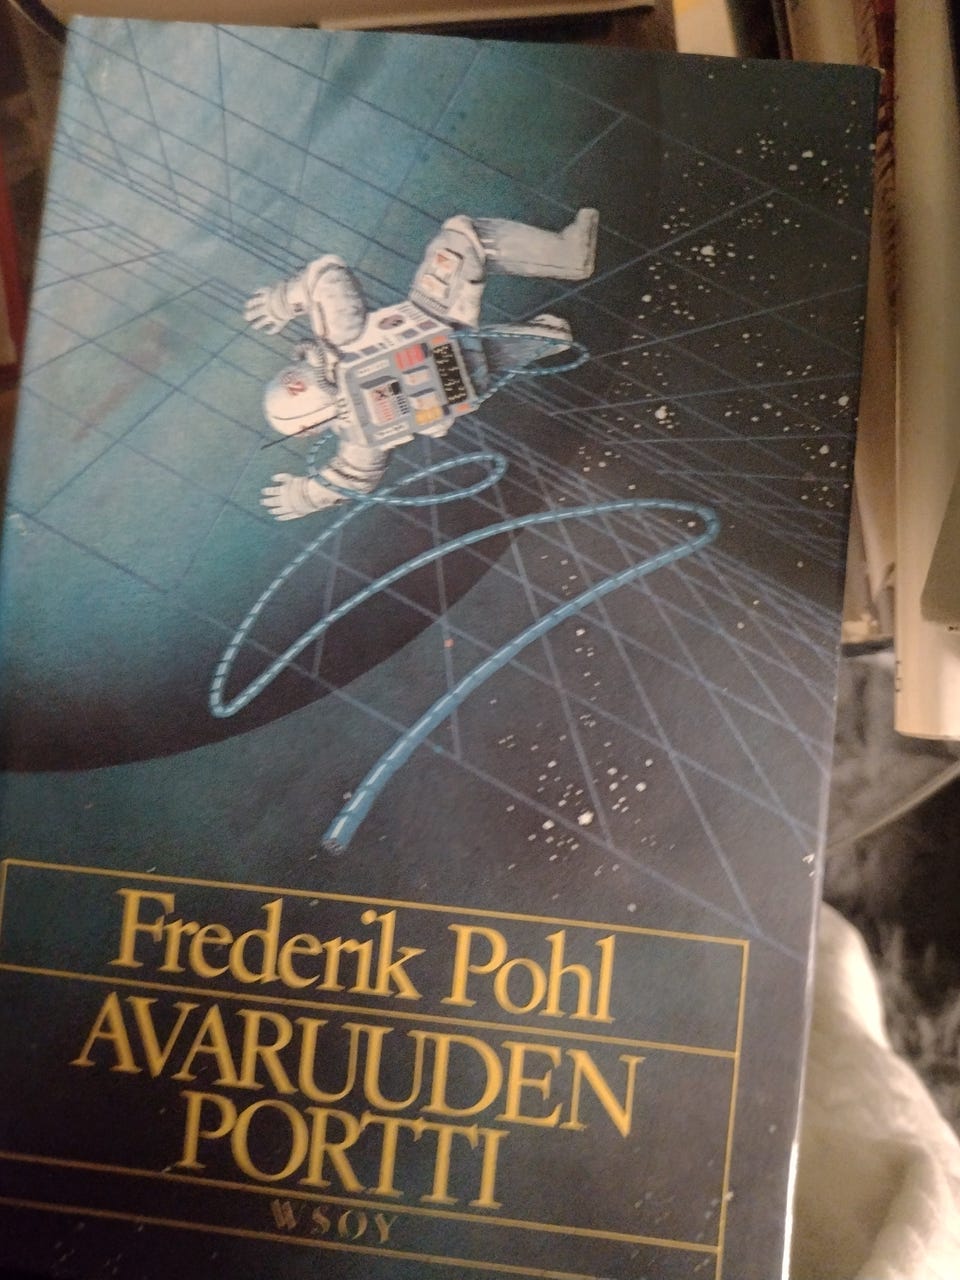 Frederik Pohl
AVARUUDEN
PORTTI
WSOY